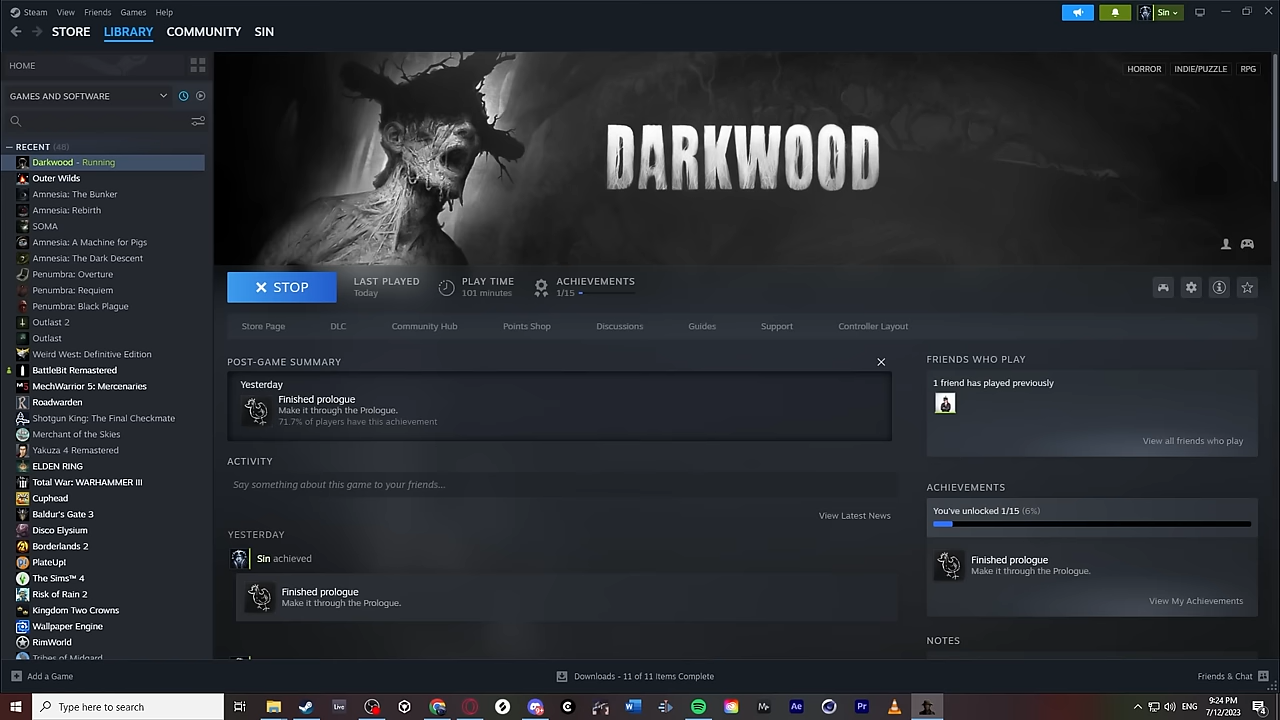 Steam View Friends Games Help
Sin
STORE LIBRARY COMMUNITY SIN
HOME
GAMES AND SOFTWARE
RECENT (48)
Darkwood - Running
Outer Wilds
Amnesia: The Bunker
Amnesia: Rebirth
SOMA
Amnesia: A Machine for Pigs
Amnesia: The Dark Descent
Penumbra: Overture
Penumbra: Requiem
Penumbra: Black Plague
Outlast 2
Outlast
Weird West: Definitive Edition
BattleBit Remastered
MechWarrior 5: Mercenaries
Roadwarden
Shotgun King: The Final Checkmate
Merchant of the Skies
Yakuza 4 Remastered
ELDEN RING
Total War: WARHAMMER III
Cuphead
Baldur's Gate 3
Disco Elysium
Borderlands 2
PlateUp!
The Sims™ 4
Risk of Rain 2
Kingdom Two Crowns
Wallpaper Engine
RimWorld
Tribes of Midgard
HORROR INDIE/PUZZLE RPG
DARKWOOD
STOP
LAST PLAYED
Today
PLAY TIME
101 minutes
ACHIEVEMENTS
1/15
Store Page DLC Community Hub Points Shop Discussions Guides Support Controller Layout
POST-GAME SUMMARY
Yesterday
Finished prologue
Make it through the Prologue.
71.7% of players have this achievement
ACTIVITY
Say something about this game to your friends...
View Latest News
YESTERDAY
Sin achieved
Finished prologue
Make it through the Prologue.
FRIENDS WHO PLAY
1 friend has played previously
View all friends who play
ACHIEVEMENTS
You've unlocked 1/15 (6%)
Finished prologue
Make it through the Prologue.
View My Achievements
NOTES
Add a Game
Downloads - 11 of 11 Items Complete
Friends & Chat
Type here to search
Live
W
Ae
Pr
ENG
9:24 PM
7/12/2023